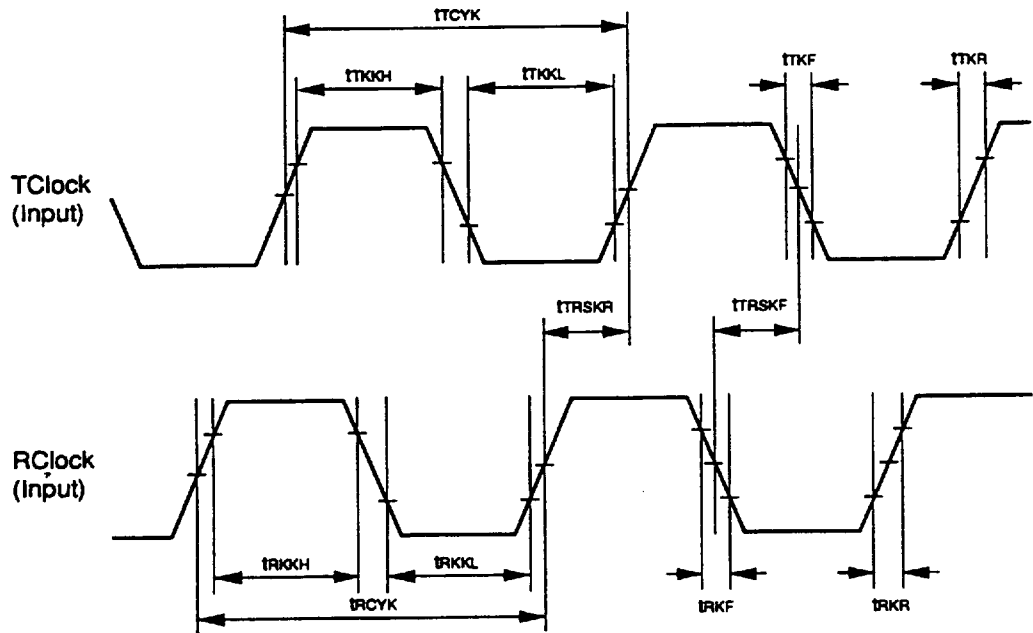 tTCYK
tTKKH
tTKKL
tTKF
tTKR
TClock
(Input)
tTRSKR
tTRSKF
RClock
(Input)
tRKKH
tRKKL
tRCYK
tRKF
tRKR